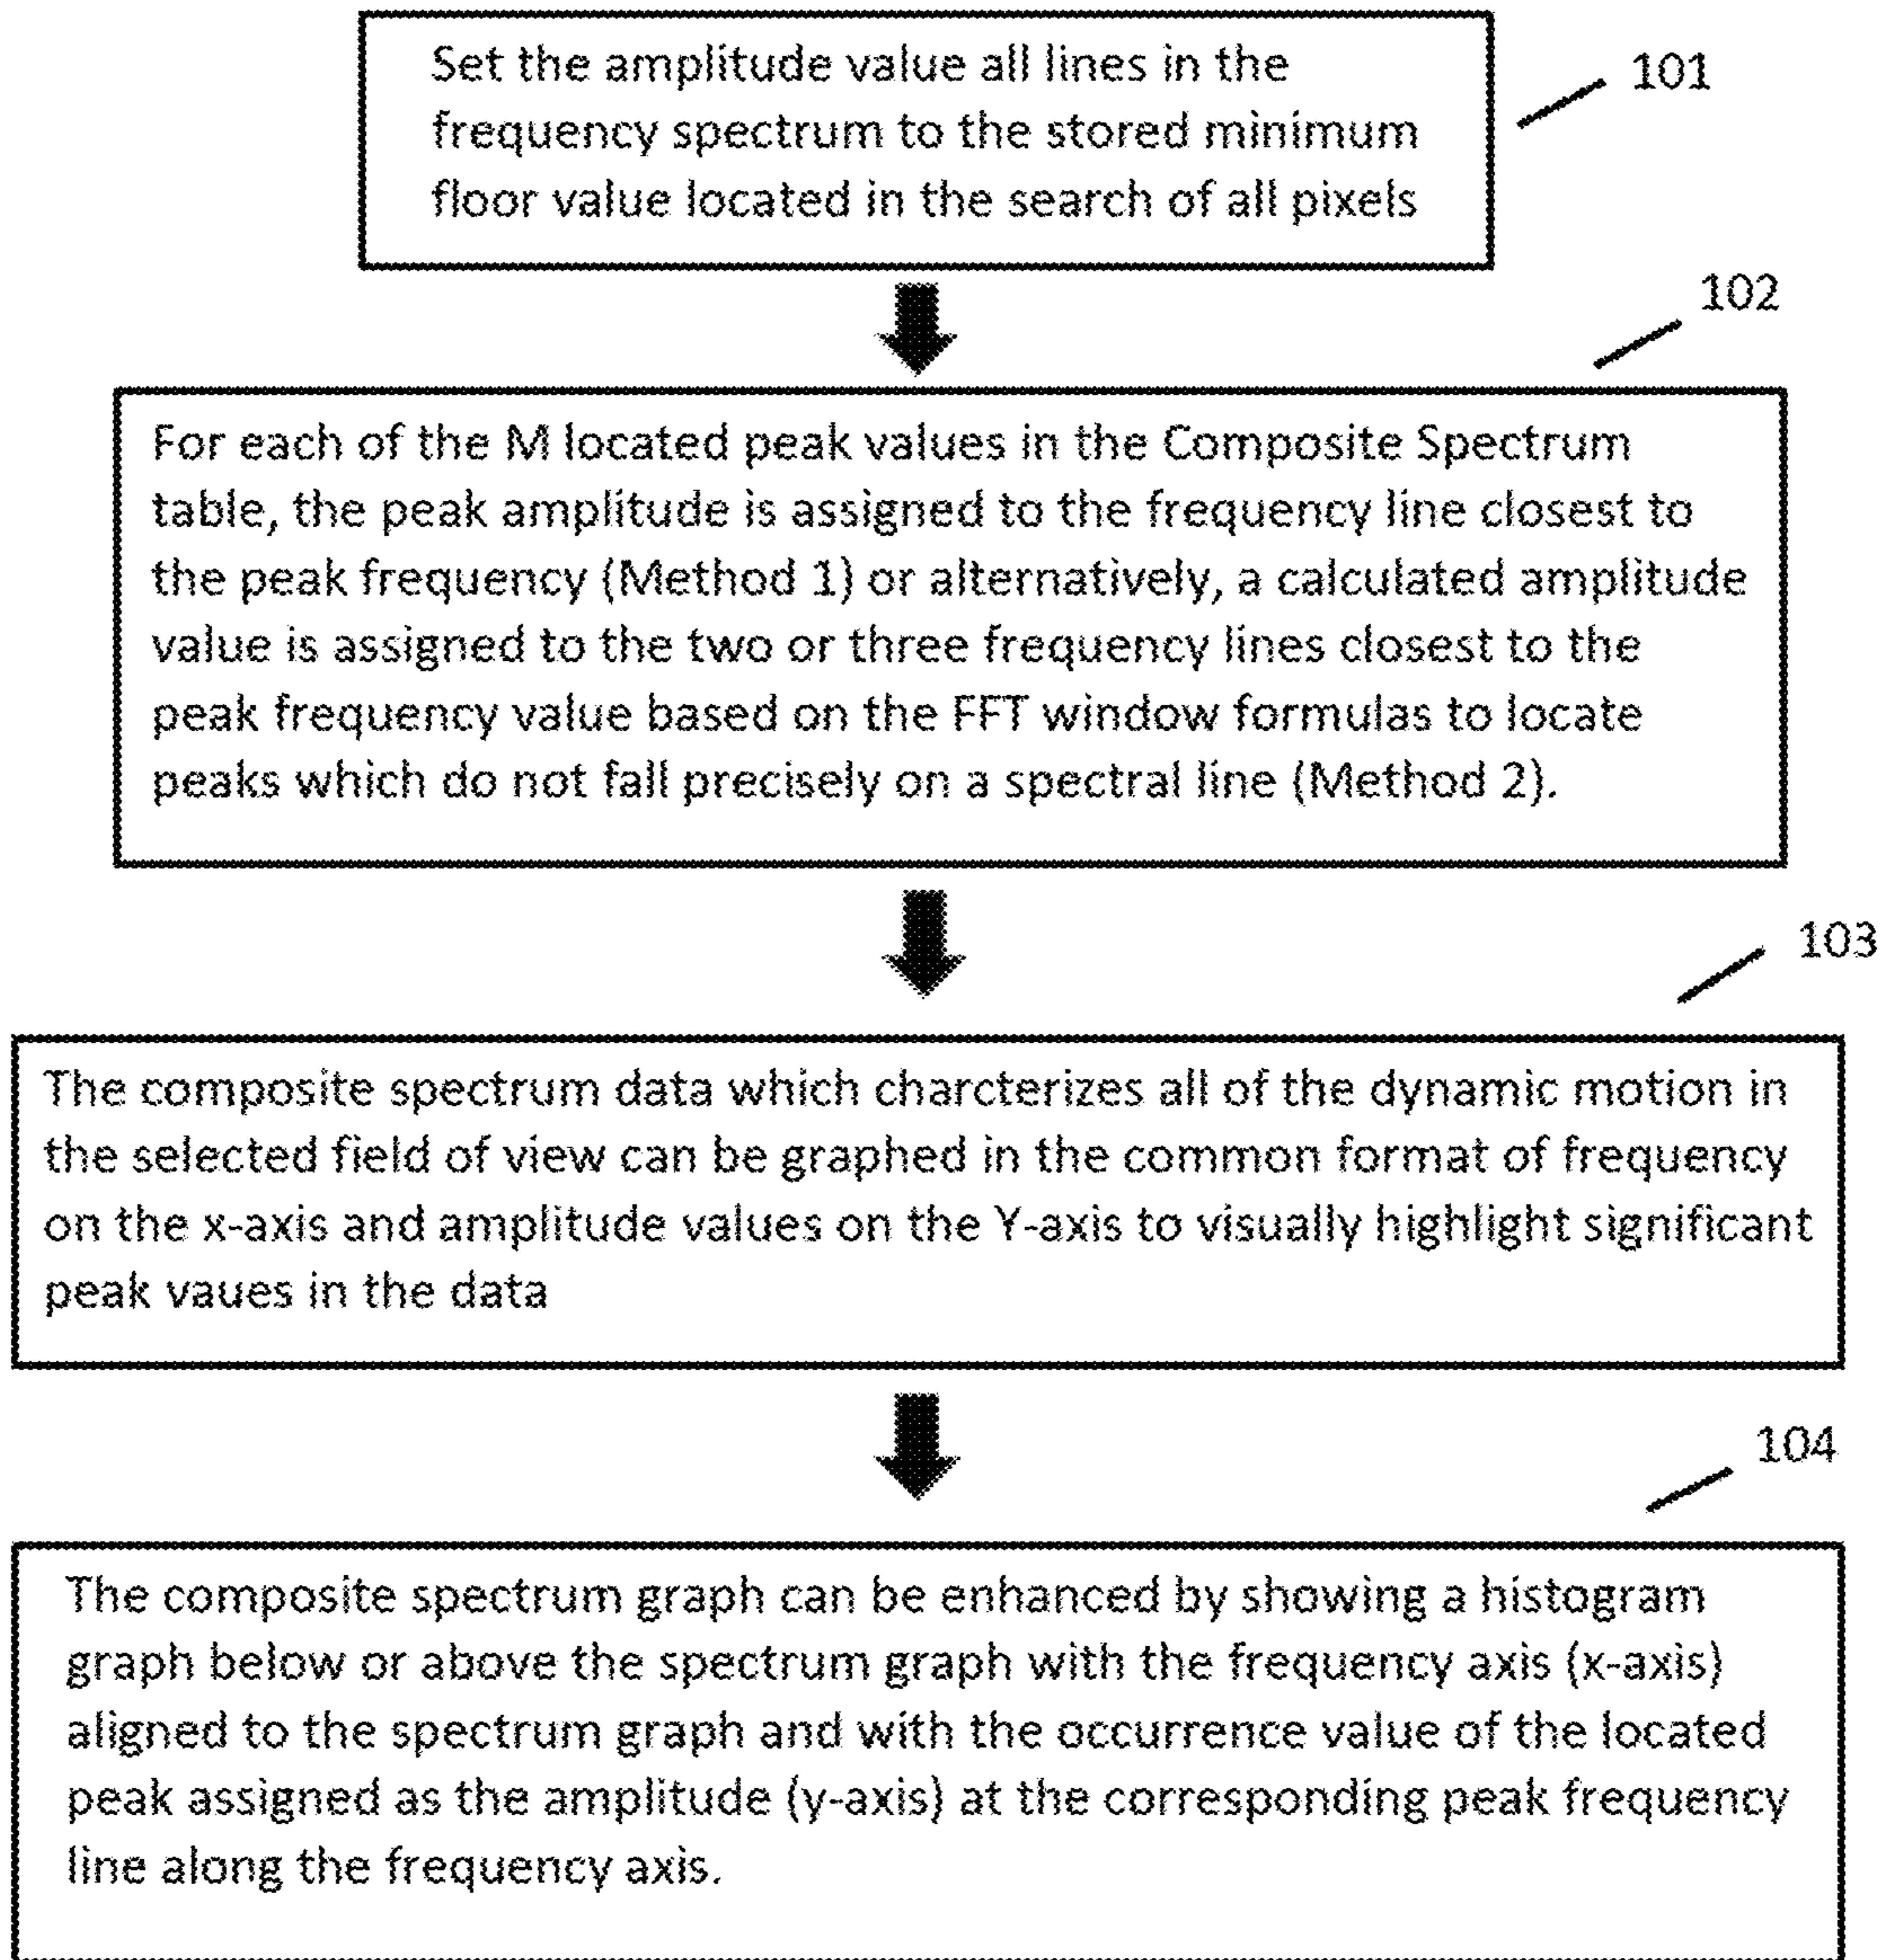 Set the amplitude value all lines in the
frequency spectrum to the stored minimum
floor value located in the search of all pixels
101
102
For each of the M located peak values in the Composite Spectrum
table, the peak amplitude is assigned to the frequency line closest to
the peak frequency (Method 1) or alternatively, a calculated amplitude
value is assigned to the two or three frequency lines closest to the
peak frequency value based on the FFT window formulas to locate
peaks which do not fall precisely on a spectral line (Method 2).
103
The composite spectrum data which charcterizes all of the dynamic motion in
the selected field of view can be graphed in the common format of frequency
on the x-axis and amplitude values on the Y-axis to visually highlight significant
peak vaues in the data
104
The composite spectrum graph can be enhanced by showing a histogram
graph below or above the spectrum graph with the frequency axis (x-axis)
aligned to the spectrum graph and with the occurrence value of the located
peak assigned as the amplitude (y-axis) at the corresponding peak frequency
line along the frequency axis.